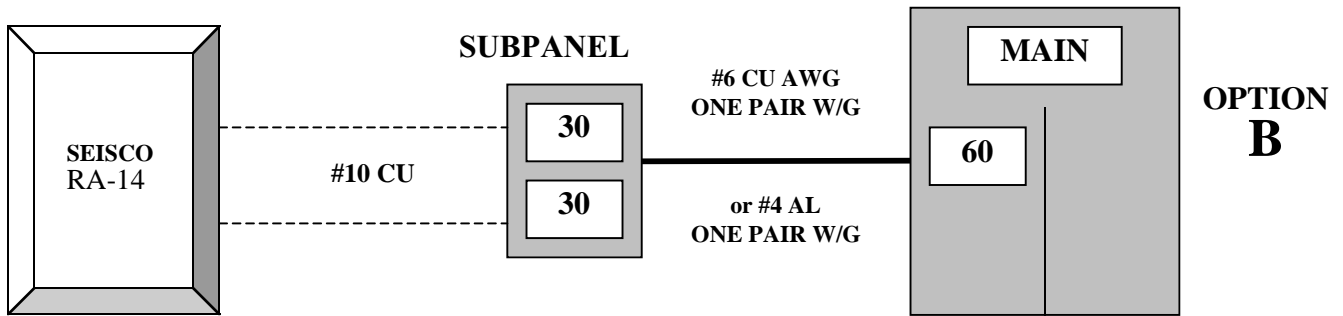 SEISCO
RA-14
#10 CU
SUBPANEL
30
30
#6 CU AWG
ONE PAIR W/G
or #4 AL
ONE PAIR W/G
MAIN
60
OPTION
B